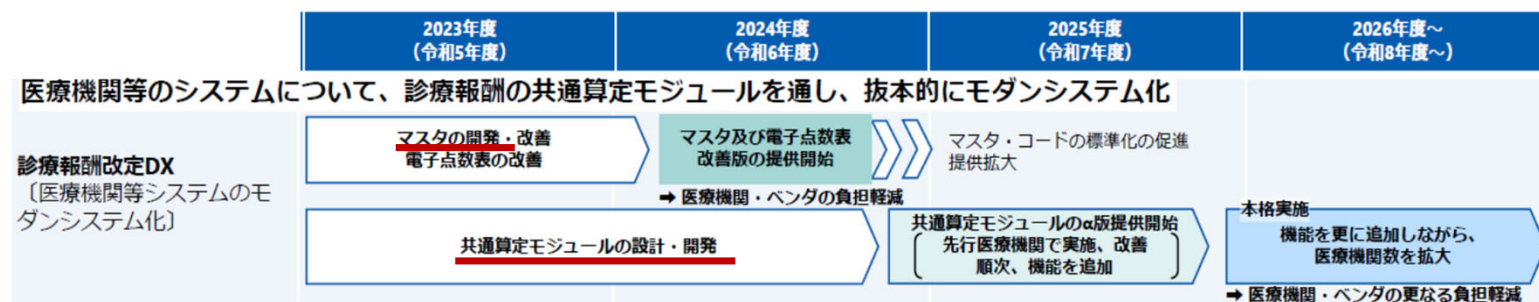 2023年度
(令和5年度)
2024年度
(令和6年度)
2025年度
(令和7年度)
2026年度～
(令和8年度～)
医療機関等のシステムについて、診療報酬の共通算定モジュールを通し、抜本的にモダンシステム化
診療報酬改定DX
〔医療機関等システムのモ
ダンシステム化〕
マスタの開発・改善
電子点数表の改善
マスタ及び電子点数表
改善版の提供開始
マスタ・コードの標準化の促進
提供拡大
➡ 医療機関・ベンダの負担軽減
共通算定モジュールの設計・開発
共通算定モジュールのα版提供開始
先行医療機関で実施、改善
順次、機能を追加
本格実施
機能を更に追加しながら、
医療機関数を拡大
➡ 医療機関・ベンダの更なる負担軽減